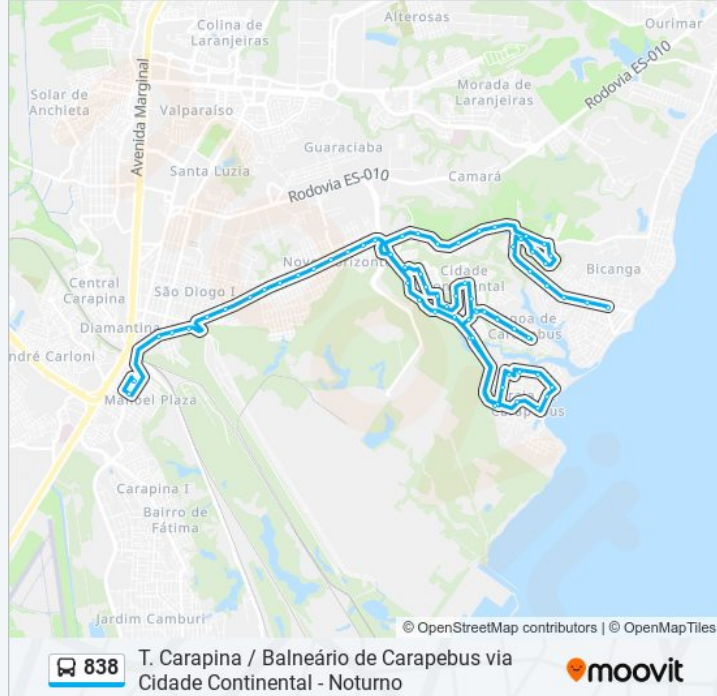 Alterosas
Ourimar
Colina de
Laranjeiras
Rodovia ES-010
Solar de
Anchieta
Avenida Marginal
Valparaíso
Morada de
Laranjeiras
Guaraciaba
Santa Luzia
Rodovia ES-010
Camará
Novo Horizonte
Cidade
Continental
Bicanga
Central
Carapina
São Diogo I
Diamantina
Lagoa de
Carapebus
ndré Carloni
Manoel Plaza
Praia
Carapebus
Carapina I
Bairro de
Fátima
Jardim Camburi
© OpenStreetMap contributors | © OpenMapTiles
838
T. Carapina / Balneário de Carapebus via
Cidade Continental - Noturno
moovit